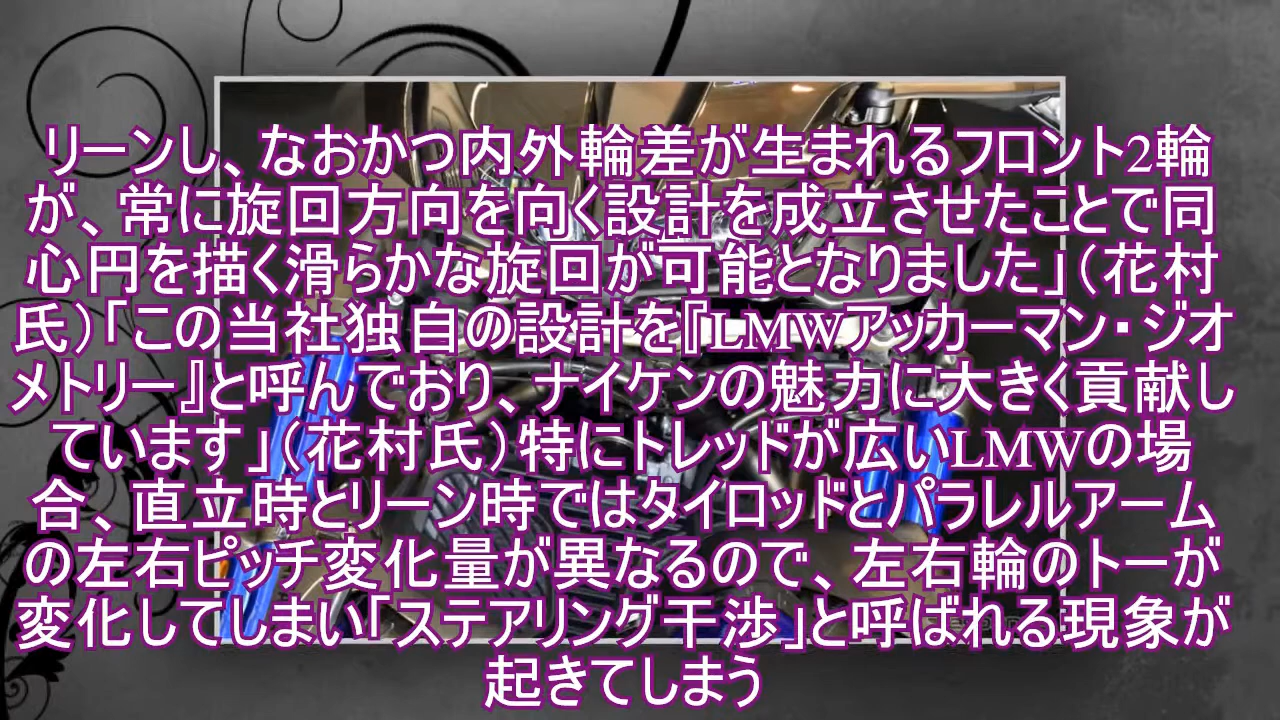 リーンし、なおかつ内外輪差が生まれるフロント2輪
が、常に旋回方向を向く設計を成立させたことで同
心円を描く滑らかな旋回が可能となりました」（花村
氏）「この当社独自の設計を『LMWアッカーマン・ジオ
メトリー』と呼んでおり、ナイケンの魅力に大きく貢献し
ています」（花村氏）特にトレッドが広いLMWの場
合、直立時とリーン時ではタイロッドとパラレルアーム
の左右ピッチ変化量が異なるので、左右輪のトーが
変化してしまい「ステアリング干渉」と呼ばれる現象が
起きてしまう